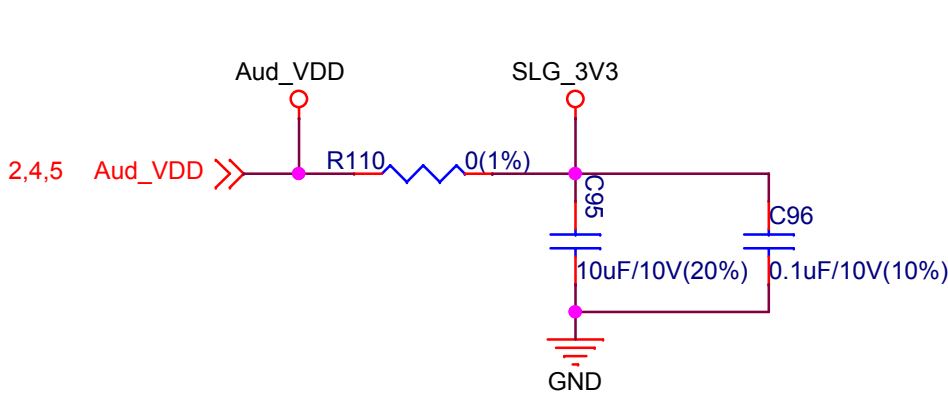 Aud_VDD
SLG_3V3
2,4,5 Aud_VDD
R110 0(1%)
C95
C96
10uF/10V(20%)
0.1uF/10V(10%)
GND